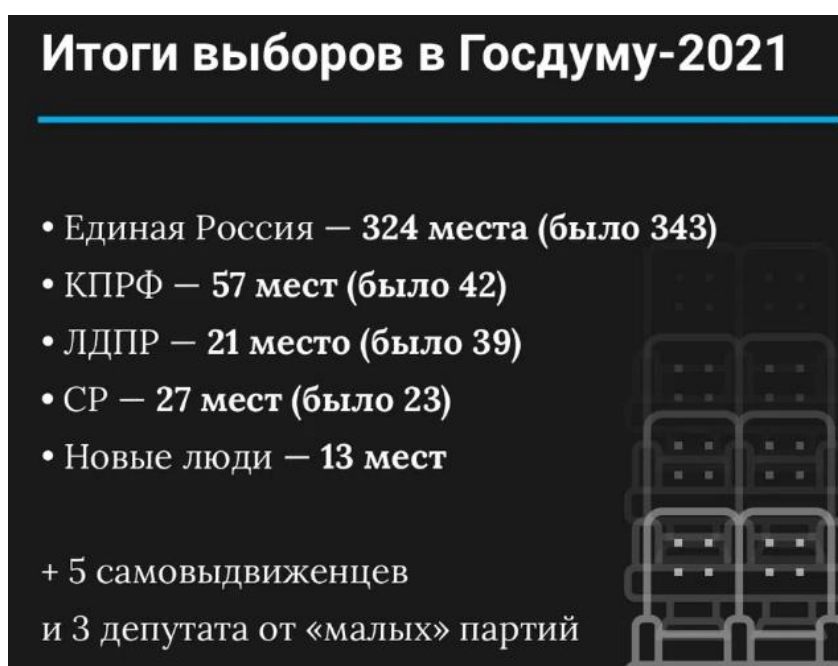 Итоги выборов в Госдуму-2021
• Единая Россия — 324 места (было 343)
• КПРФ — 57 мест (было 42)
• ЛДПР — 21 место (было 39)
• СР — 27 мест (было 23)
• Новые люди — 13 мест
+ 5 самовыдвиженцев
и 3 депутата от «малых» партий